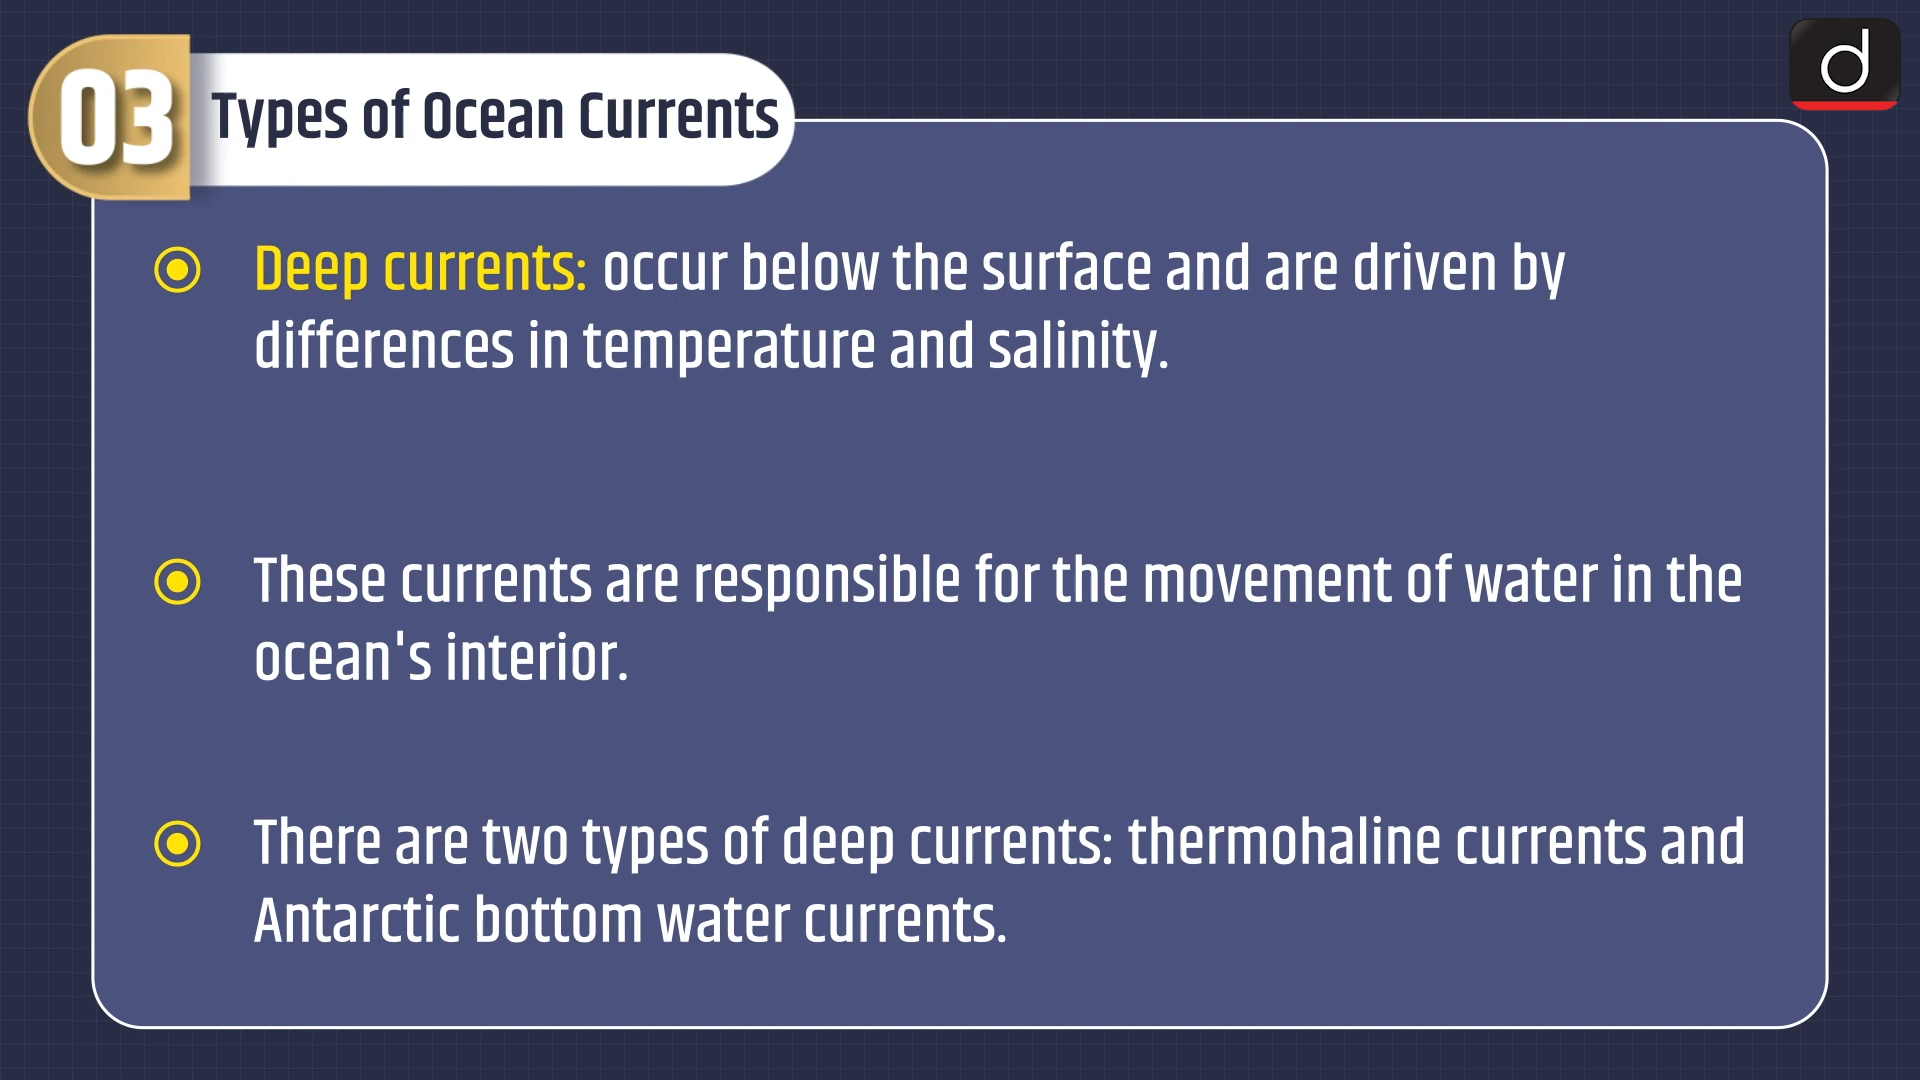 03
Types of Ocean Currents
d
Deep currents: occur below the surface and are driven by
differences in temperature and salinity.
These currents are responsible for the movement of water in the
ocean's interior.
There are two types of deep currents: thermohaline currents and
Antarctic bottom water currents.